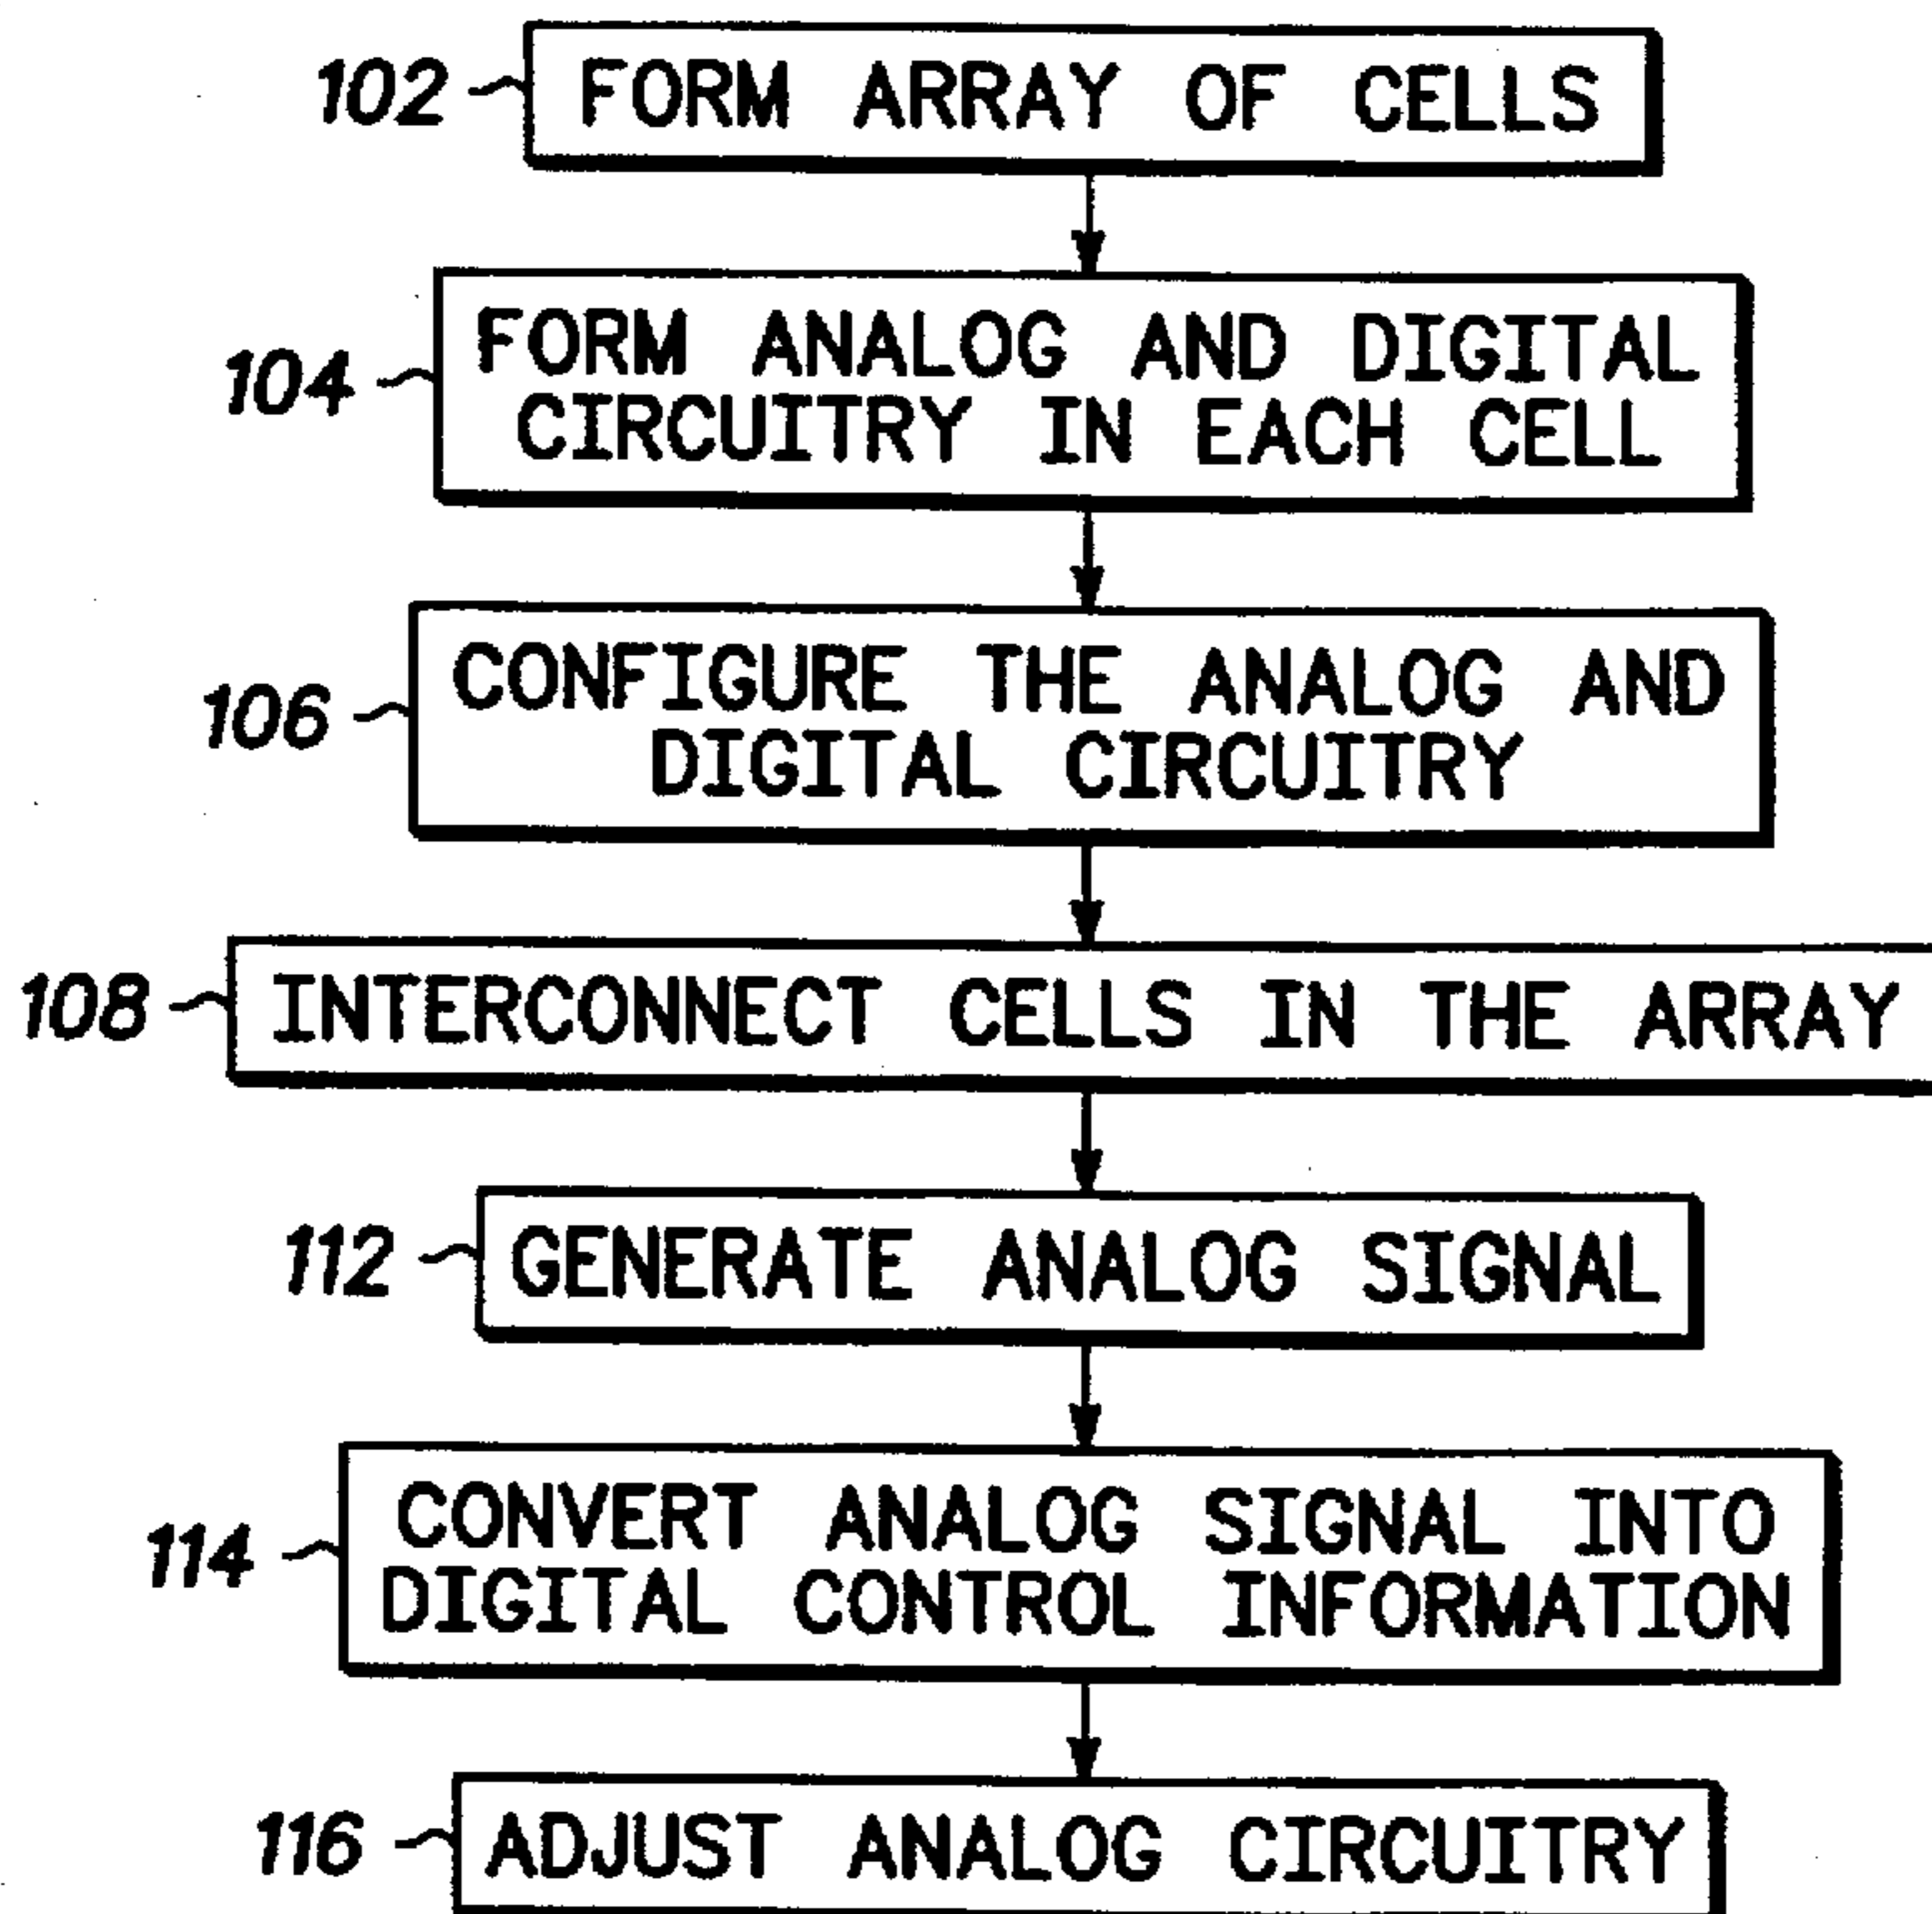 102 FORM ARRAY OF CELLS
104 FORM ANALOG AND DIGITAL
CIRCUITRY IN EACH CELL
106 CONFIGURE THE ANALOG AND
DIGITAL CIRCUITRY
108 INTERCONNECT CELLS IN THE ARRAY
112 GENERATE ANALOG SIGNAL
114 CONVERT ANALOG SIGNAL INTO
DIGITAL CONTROL INFORMATION
116 ADJUST ANALOG CIRCUITRY